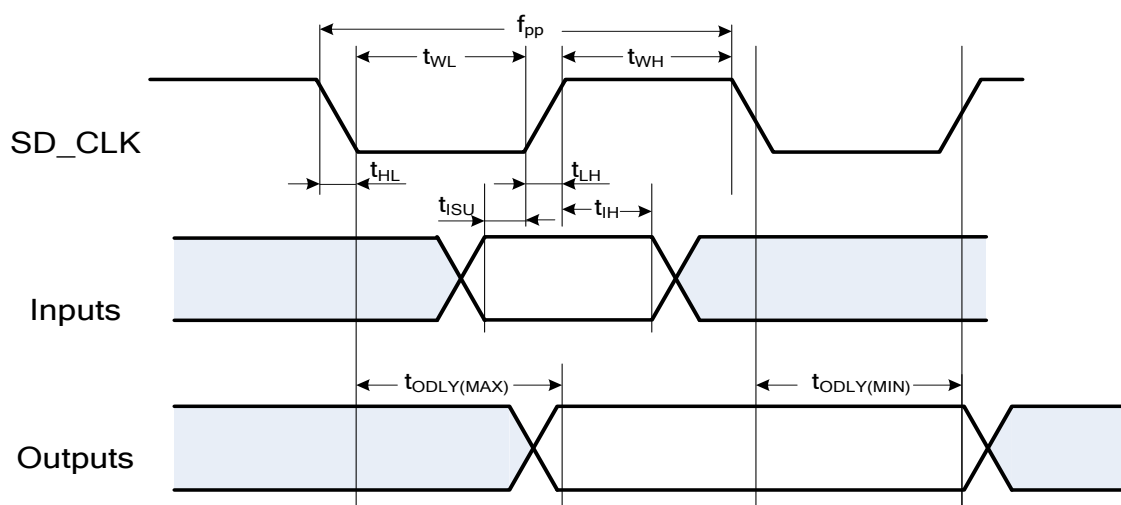 fpp
tWL
tWH
SD_CLK
tHL
tLH
tISU
tIH
Inputs
tODLY(MAX)
tODLY(MIN)
Outputs